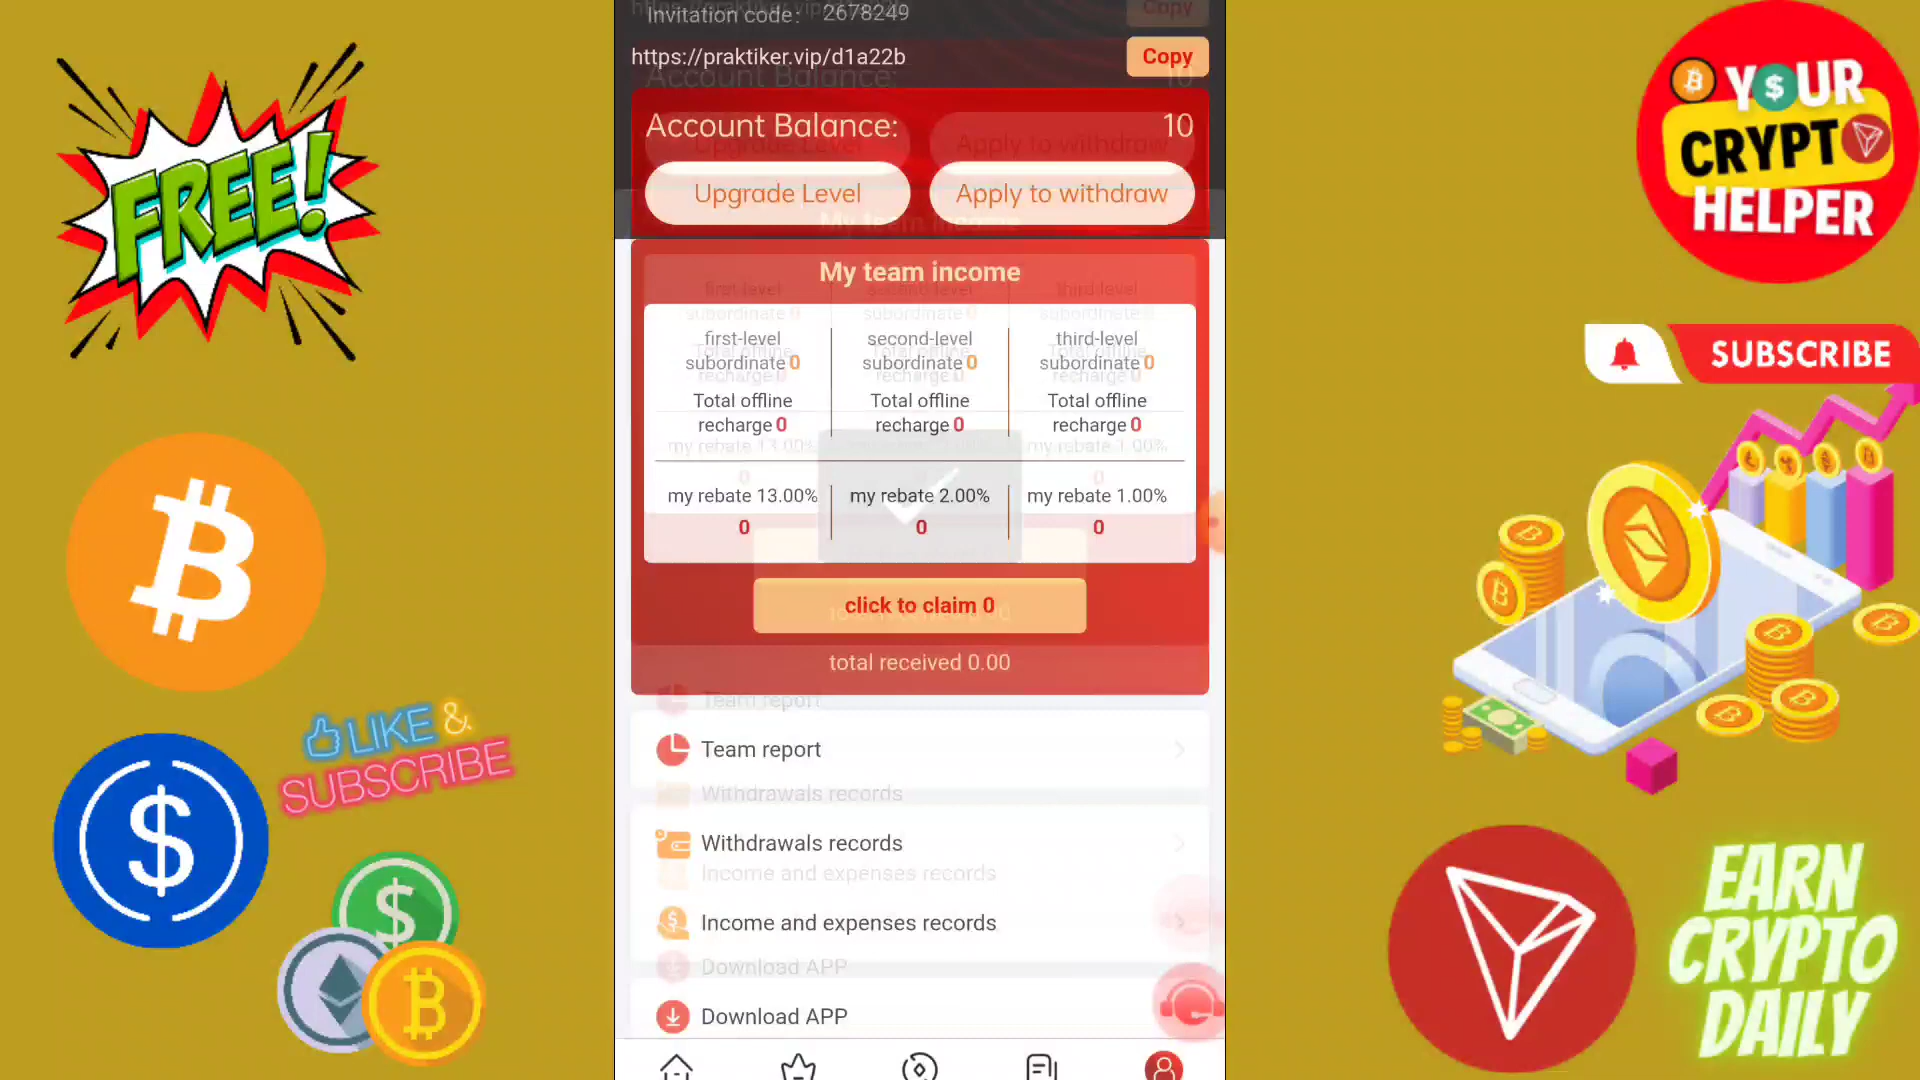 FREE!
LIKE &
SUBSCRIBE
Invitation code: 2678249
https://praktiker.vip/d1a22b
Copy
Account Balance:
10
Upgrade Level
Apply to withdraw
My team income
first-level
subordinate 0
second-level
subordinate 0
third-level
subordinate 0
Total offline
recharge 0
Total offline
recharge 0
Total offline
recharge 0
my rebate 13.00%
0
my rebate 2.00%
0
my rebate 1.00%
0
click to claim 0
total received 0.00
Team report
Withdrawals records
Income and expenses records
Download APP
Y$UR
CRYPT
HELPER
SUBSCRIBE
EARN
CRYPTO
DAILY